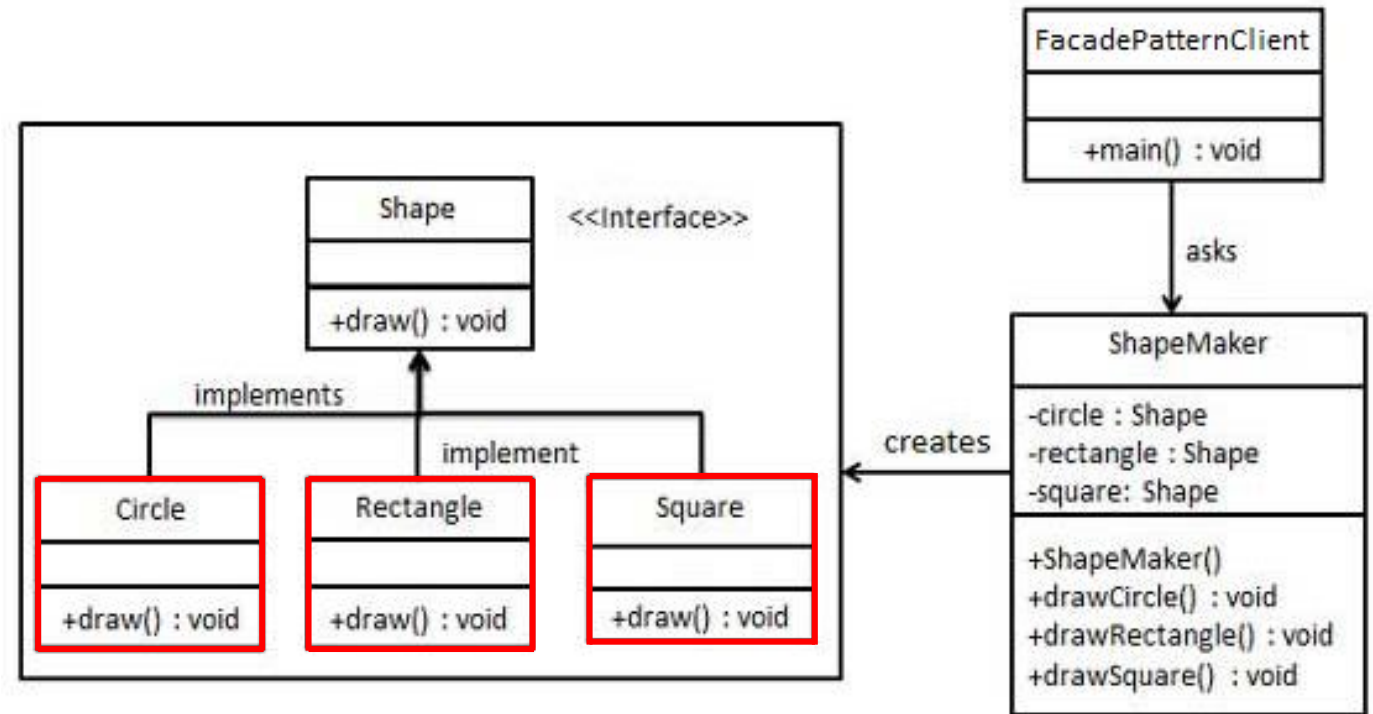 FacadePatternClient
+main() : void
asks
Shape
<<Interface>>
+draw() : void
implements
implement
Circle
+draw() : void
Rectangle
+draw() : void
Square
+draw() : void
creates
ShapeMaker
-circle : Shape
-rectangle : Shape
-square: Shape
+ShapeMaker()
+drawCircle() : void
+drawRectangle() : void
+drawSquare() : void